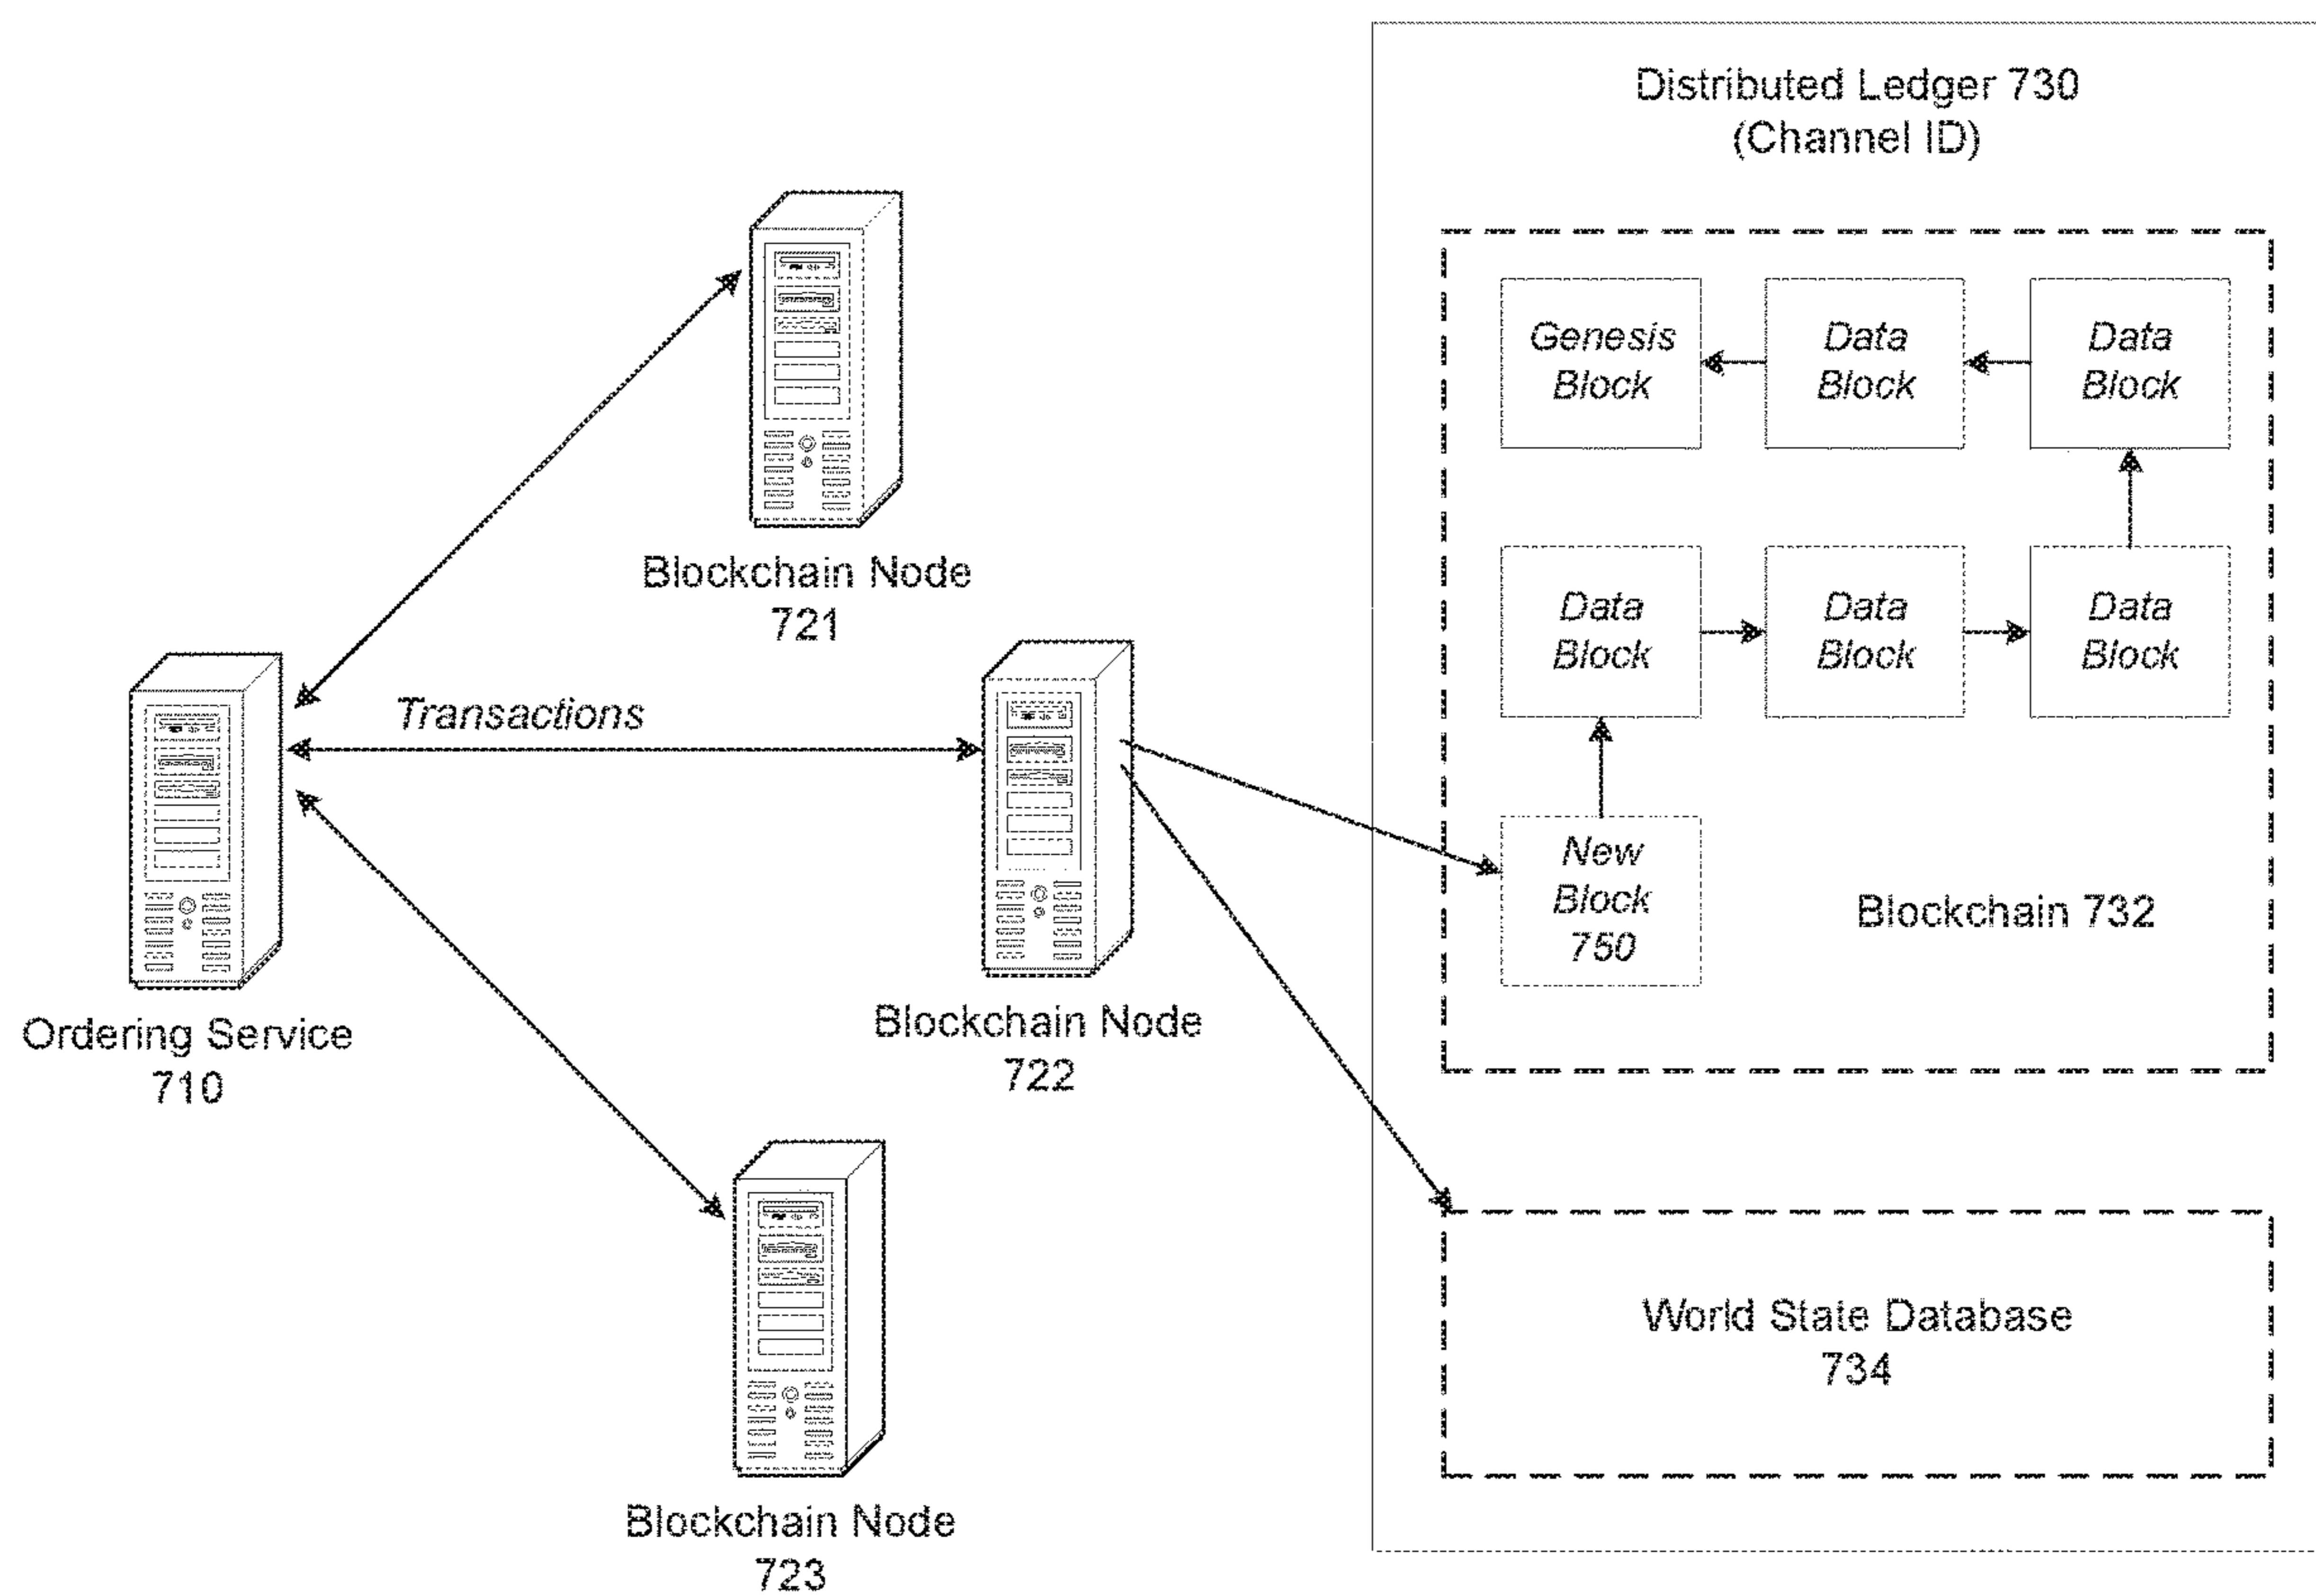 Distributed Ledger 730
(Channel ID)
Genesis
Block
Data
Block
Data
Block
Blockchain Node
721
Data
Block
Data
Block
Data
Block
Transactions
New
Block
750
Blockchain 732
Ordering Service
710
Blockchain Node
722
World State Database
734
Blockchain Node
723